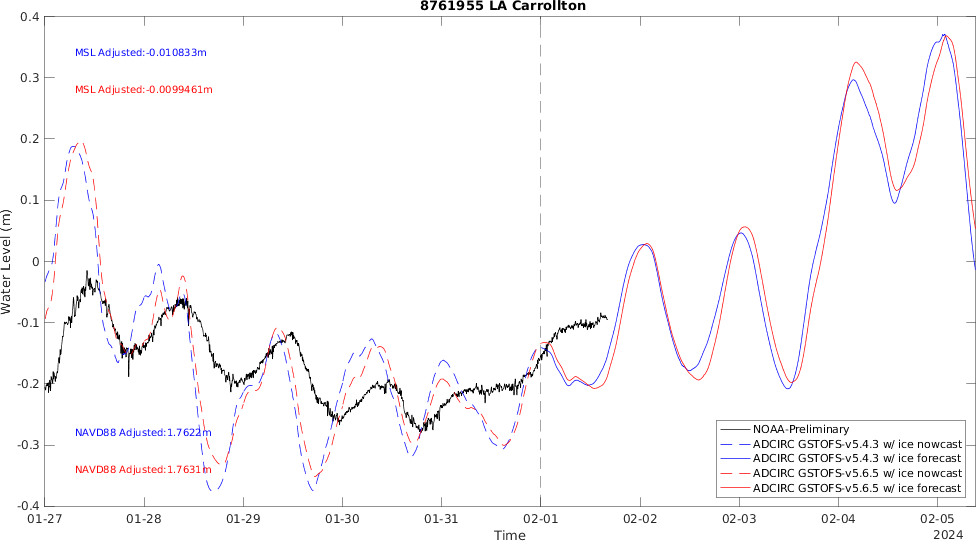 8761955 LA Carrollton
0.4
MSL Adjusted:-0.010833m
0.3
MSL Adjusted:-0.0099461m
0.2
0.1
Water Level (m)
0
-0.1
-0.2
NAVD88 Adjusted:1.7622m
NOAA-Preliminary
-0.3
ADCIRC GSTOFS-v5.4.3 w/ ice nowcast
ADCIRC GSTOFS-v5.4.3 w/ ice forecast
NAVD88 Adjusted:1.7631m
ADCIRC GSTOFS-v5.6.5 w/ ice nowcast
ADCIRC GSTOFS-v5.6.5 w/ ice forecast
-0.4
01-27 01-28 01-29 01-30 01-31 02-01 02-02 02-03 02-04 02-05
Time
2024